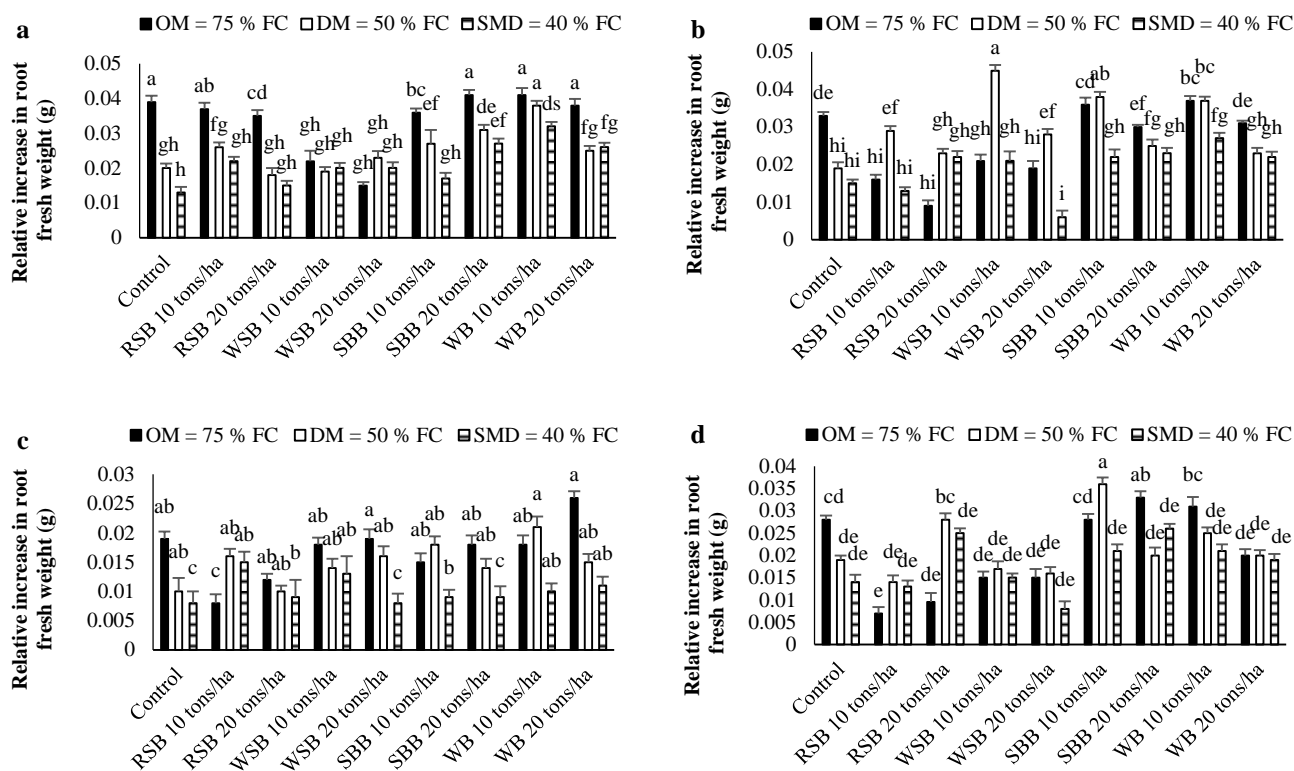 a
OM = 75 % FC DM = 50 % FC SMD = 40 % FC
Relative increase in root
fresh weight (g)
0.05
0.04
0.03
0.02
0.01
0
a gh h
ab fg gh
cd gh gh
gh gh gh
gh gh gh
bc ef gh
a de ef
a a ds
a fg fg
Control
RSB 10 tons/ha
RSB 20 tons/ha
WSB 10 tons/ha
WSB 20 tons/ha
SBB 10 tons/ha
SBB 20 tons/ha
WB 10 tons/ha
WB 20 tons/ha
b
OM = 75 % FC DM = 50 % FC SMD = 40 % FC
Relative increase in root
fresh weight (g)
0.05
0.04
0.03
0.02
0.01
0
de hi hi
hi ef hi
hi gh gh
gh a gh
hi ef i
cd ab gh
ef fg gh
bc bc fg
de gh gh
Control
RSB 10 tons/ha
RSB 20 tons/ha
WSB 10 tons/ha
WSB 20 tons/ha
SBB 10 tons/ha
SBB 20 tons/ha
WB 10 tons/ha
WB 20 tons/ha
c
OM = 75 % FC DM = 50 % FC SMD = 40 % FC
Relative increase in root
fresh weight (g)
0.03
0.025
0.02
0.015
0.01
0.005
0
ab ab c
c ab ab
ab ab b
ab ab ab
a ab c
ab ab b
ab ab c
ab a ab
a ab ab
Control
RSB 10 tons/ha
RSB 20 tons/ha
WSB 10 tons/ha
WSB 20 tons/ha
SBB 10 tons/ha
SBB 20 tons/ha
WB 10 tons/ha
WB 20 tons/ha
d
OM = 75 % FC DM = 50 % FC SMD = 40 % FC
Relative increase in root
fresh weight (g)
0.04
0.035
0.03
0.025
0.02
0.015
0.01
0.005
0
cd de de
e de de
de bc de
de de de
de de de
cd a de
ab de de
bc de de
de de de
Control
RSB 10 tons/ha
RSB 20 tons/ha
WSB 10 tons/ha
WSB 20 tons/ha
SBB 10 tons/ha
SBB 20 tons/ha
WB 10 tons/ha
WB 20 tons/ha